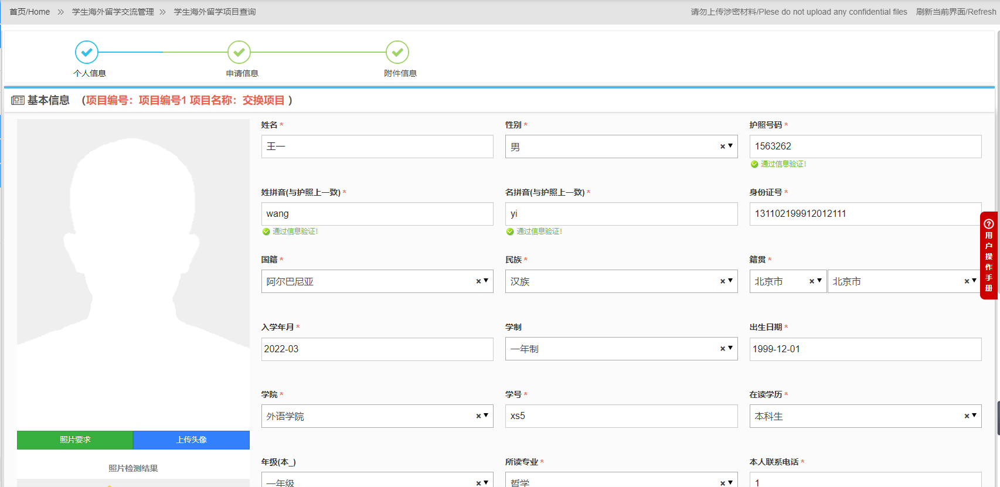 首页/Home » 学生海外留学交流管理 » 学生海外留学项目查询 请勿上传涉密材料/Plese do not upload any confidential files 刷新当前界面/Refresh
个人信息 申请信息 附件信息
基本信息 （项目编号：项目编号1 项目名称：交换项目 ）
姓名 * 性别 * 护照号码 *
王一 男 1563262
通过信息验证!
姓拼音(与护照上一致) * 名拼音(与护照上一致) * 身份证号 *
wang yi 131102199912012111
通过信息验证! 通过信息验证!
国籍 * 民族 * 籍贯 *
阿尔巴尼亚 汉族 北京市 北京市
入学年月 * 学制 出生日期 *
2022-03 一年制 1999-12-01
学院 * 学号 * 在读学历 *
外语学院 xs5 本科生
照片要求 上传头像
照片检测结果
年级(本_) 所读专业 * 本人联系电话 *
一年级 哲学 1
用户操作手册